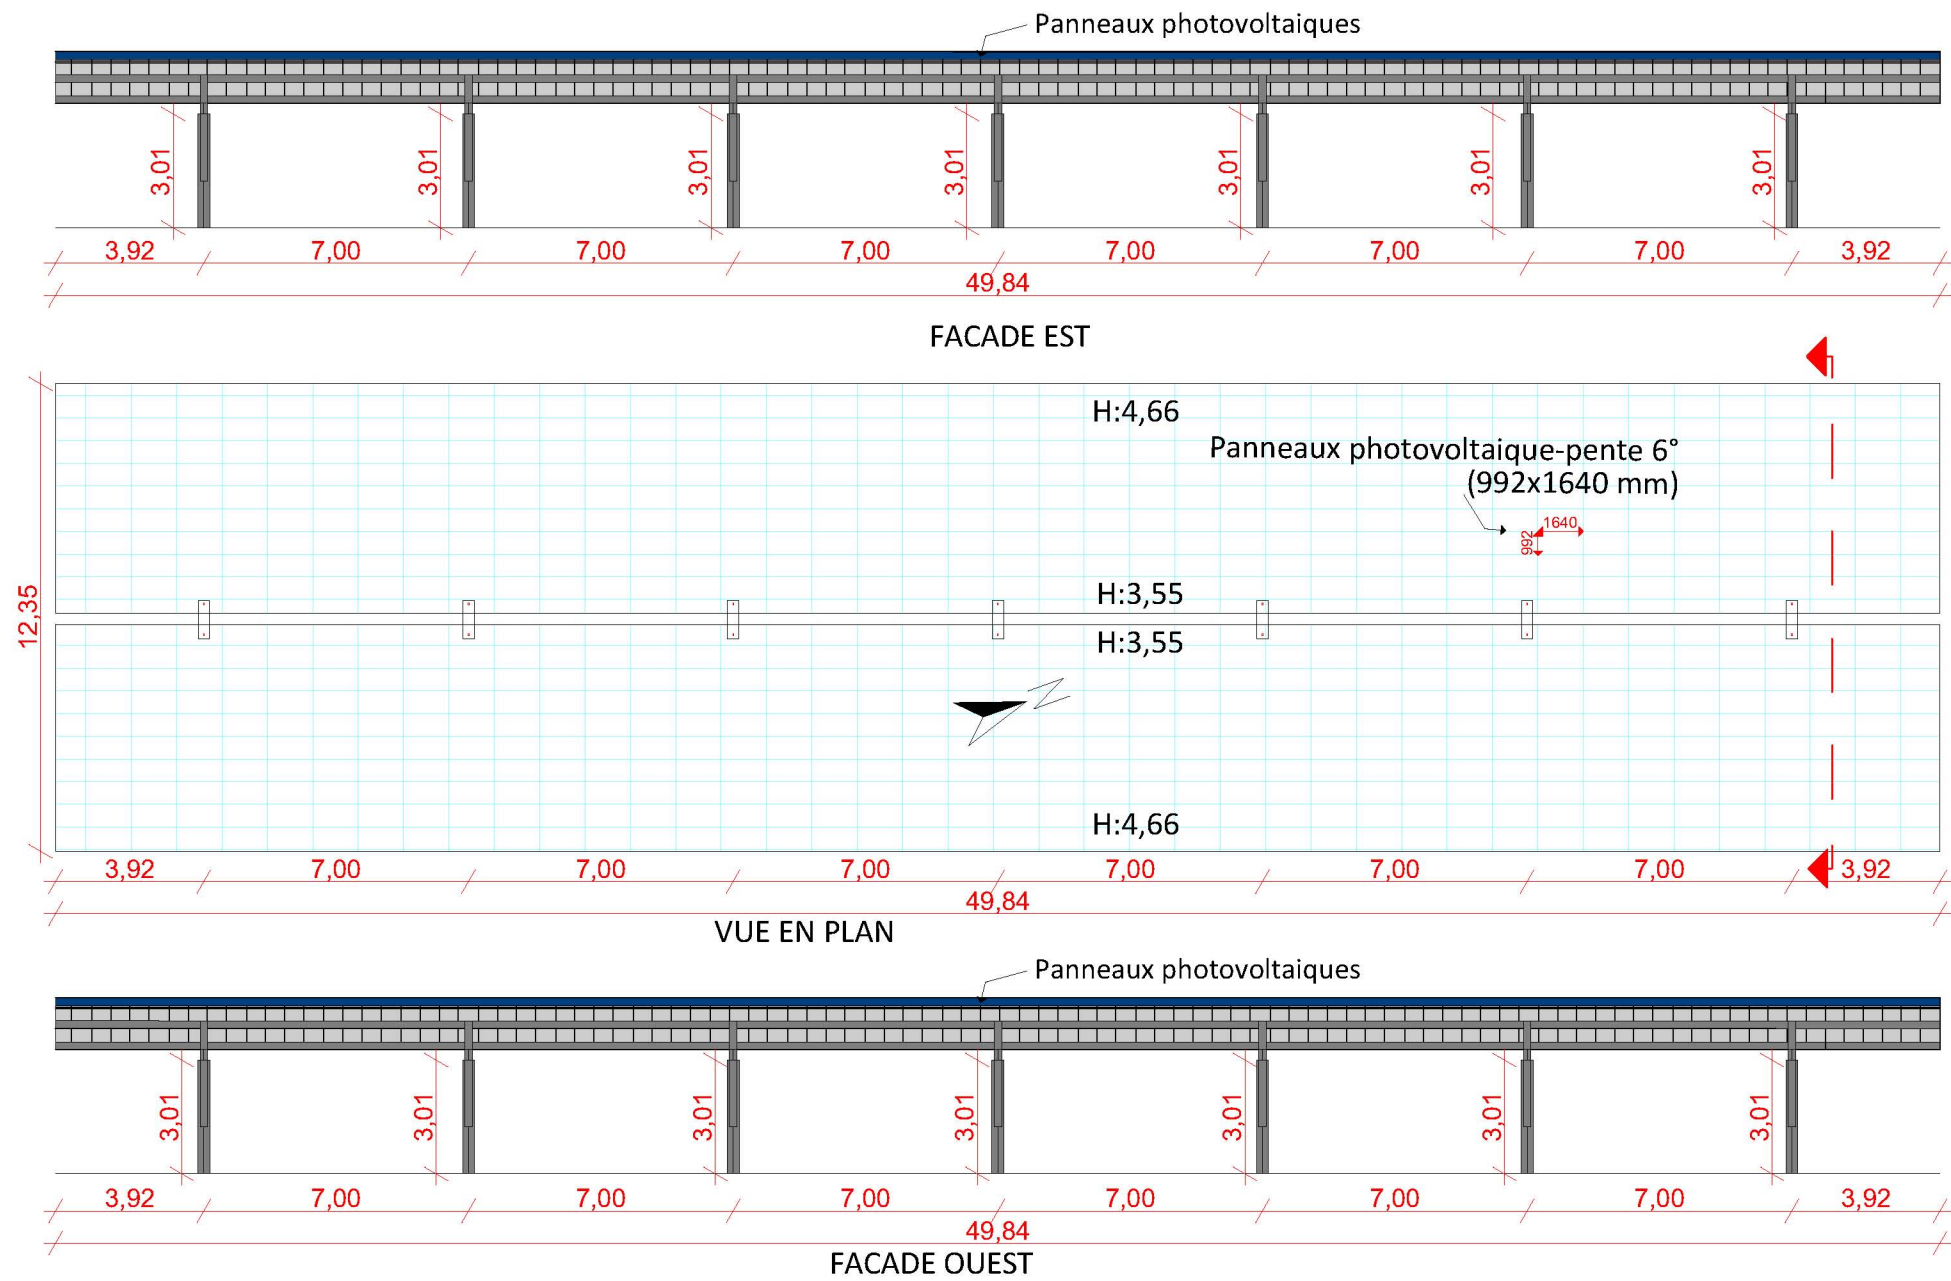 Panneaux photovoltaiques
3,01 3,01 3,01 3,01 3,01 3,01 3,01
3,92 7,00 7,00 7,00 7,00 7,00 7,00 3,92
49,84
FACADE EST
H:4,66
Panneaux photovoltaique-pente 6°
(992x1640 mm)
1640
992
12,35
H:3,55
H:3,55
N
H:4,66
3,92 7,00 7,00 7,00 7,00 7,00 7,00 3,92
49,84
VUE EN PLAN
Panneaux photovoltaiques
3,01 3,01 3,01 3,01 3,01 3,01 3,01
3,92 7,00 7,00 7,00 7,00 7,00 7,00 3,92
49,84
FACADE OUEST